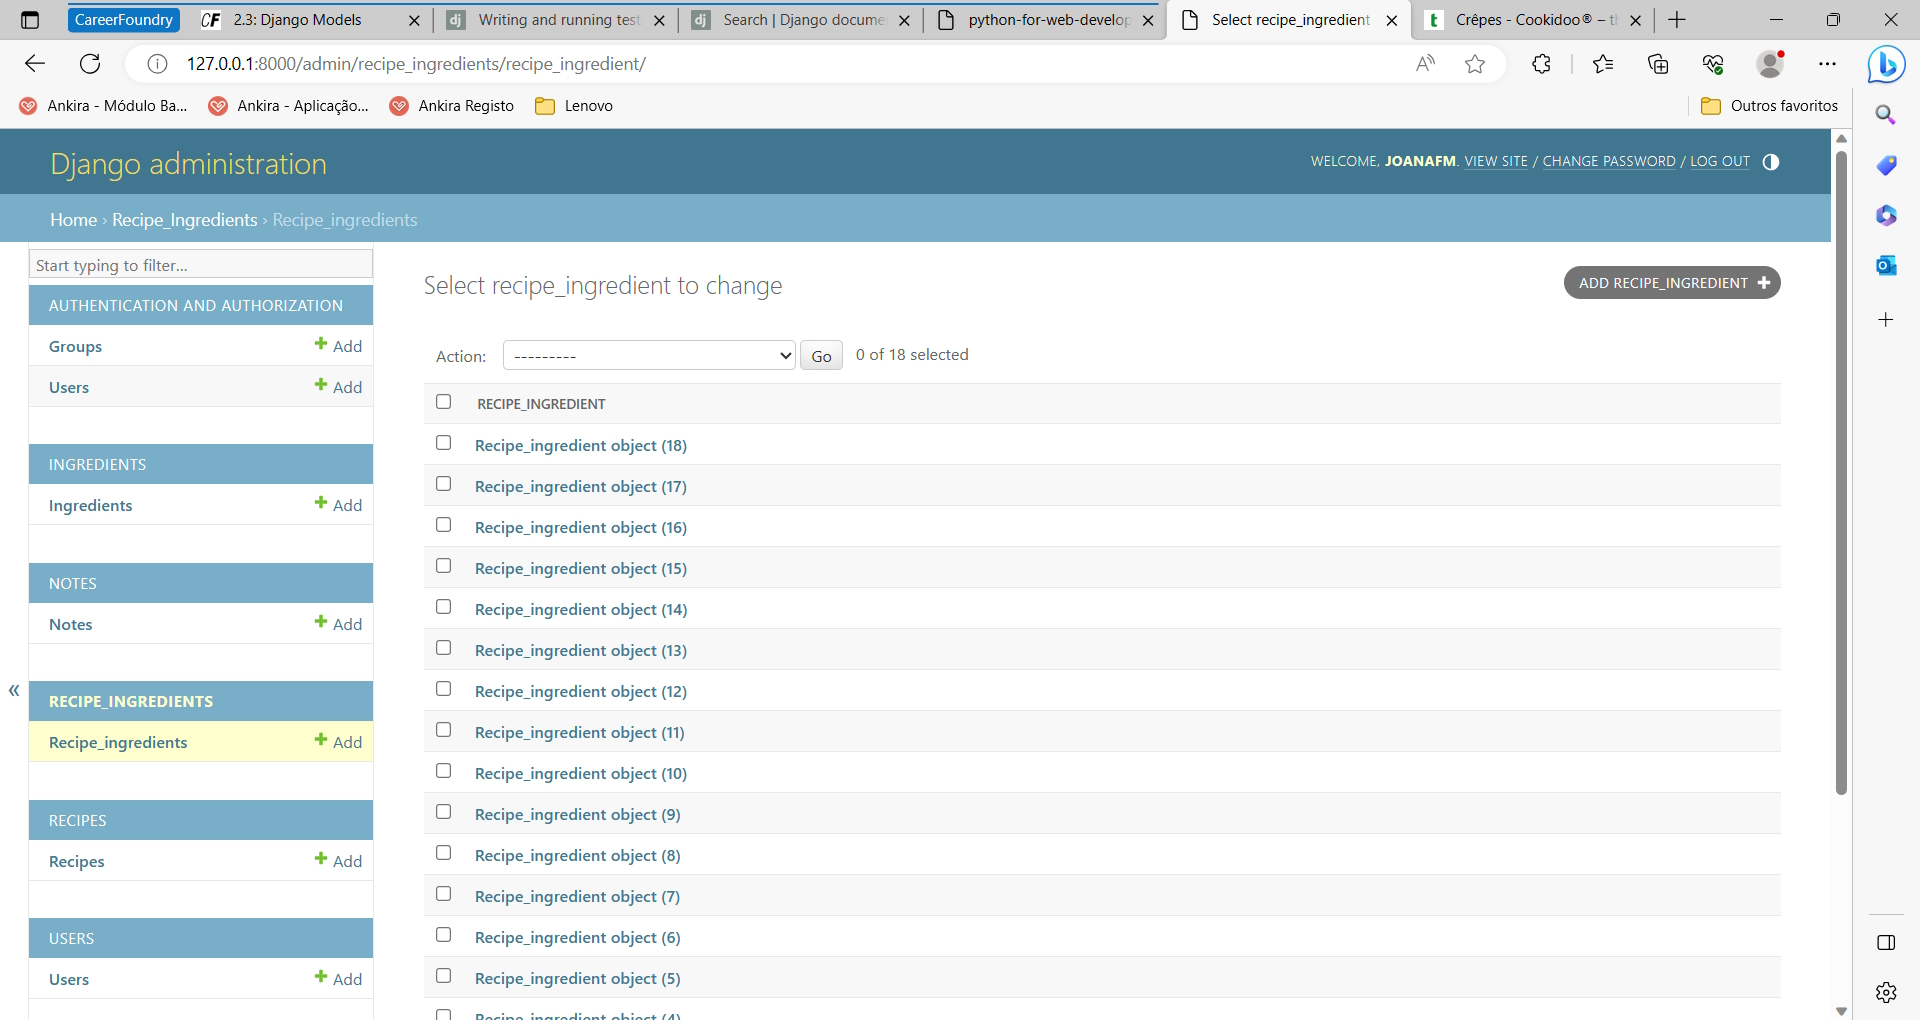 CareerFoundry
CF 2.3: Django Models
dj Writing and running test
dj Search | Django docume
python-for-web-develop
Select recipe_ingredient
t Crêpes - Cookidoo® – t
127.0.0.1:8000/admin/recipe_ingredients/recipe_ingredient/
Ankira - Módulo Ba...
Ankira - Aplicação...
Ankira Registo
Lenovo
Outros favoritos
Django administration
WELCOME, JOANAFM. VIEW SITE / CHANGE PASSWORD / LOG OUT
Home › Recipe_Ingredients › Recipe_ingredients
Start typing to filter...
AUTHENTICATION AND AUTHORIZATION
Groups + Add
Users + Add
INGREDIENTS
Ingredients + Add
NOTES
Notes + Add
«
RECIPE_INGREDIENTS
Recipe_ingredients + Add
RECIPES
Recipes + Add
USERS
Users + Add
Select recipe_ingredient to change
ADD RECIPE_INGREDIENT +
Action: --------- Go 0 of 18 selected
RECIPE_INGREDIENT
Recipe_ingredient object (18)
Recipe_ingredient object (17)
Recipe_ingredient object (16)
Recipe_ingredient object (15)
Recipe_ingredient object (14)
Recipe_ingredient object (13)
Recipe_ingredient object (12)
Recipe_ingredient object (11)
Recipe_ingredient object (10)
Recipe_ingredient object (9)
Recipe_ingredient object (8)
Recipe_ingredient object (7)
Recipe_ingredient object (6)
Recipe_ingredient object (5)
Recipe_ingredient object (4)